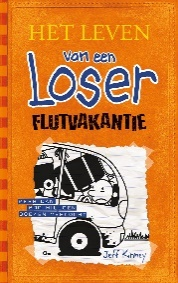 HET LEVEN
van een
Loser
FLUTVAKANTIE
Jeff Kinney